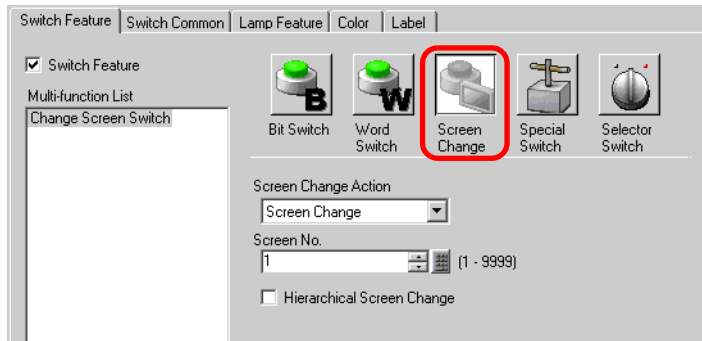 Switch Feature Switch Common Lamp Feature Color Label
Switch Feature
Multi-function List
Change Screen Switch
B W
Bit Switch Word Switch Screen Change Special Switch Selector Switch
Screen Change Action
Screen Change
Screen No.
1 (1 - 9999)
Hierarchical Screen Change